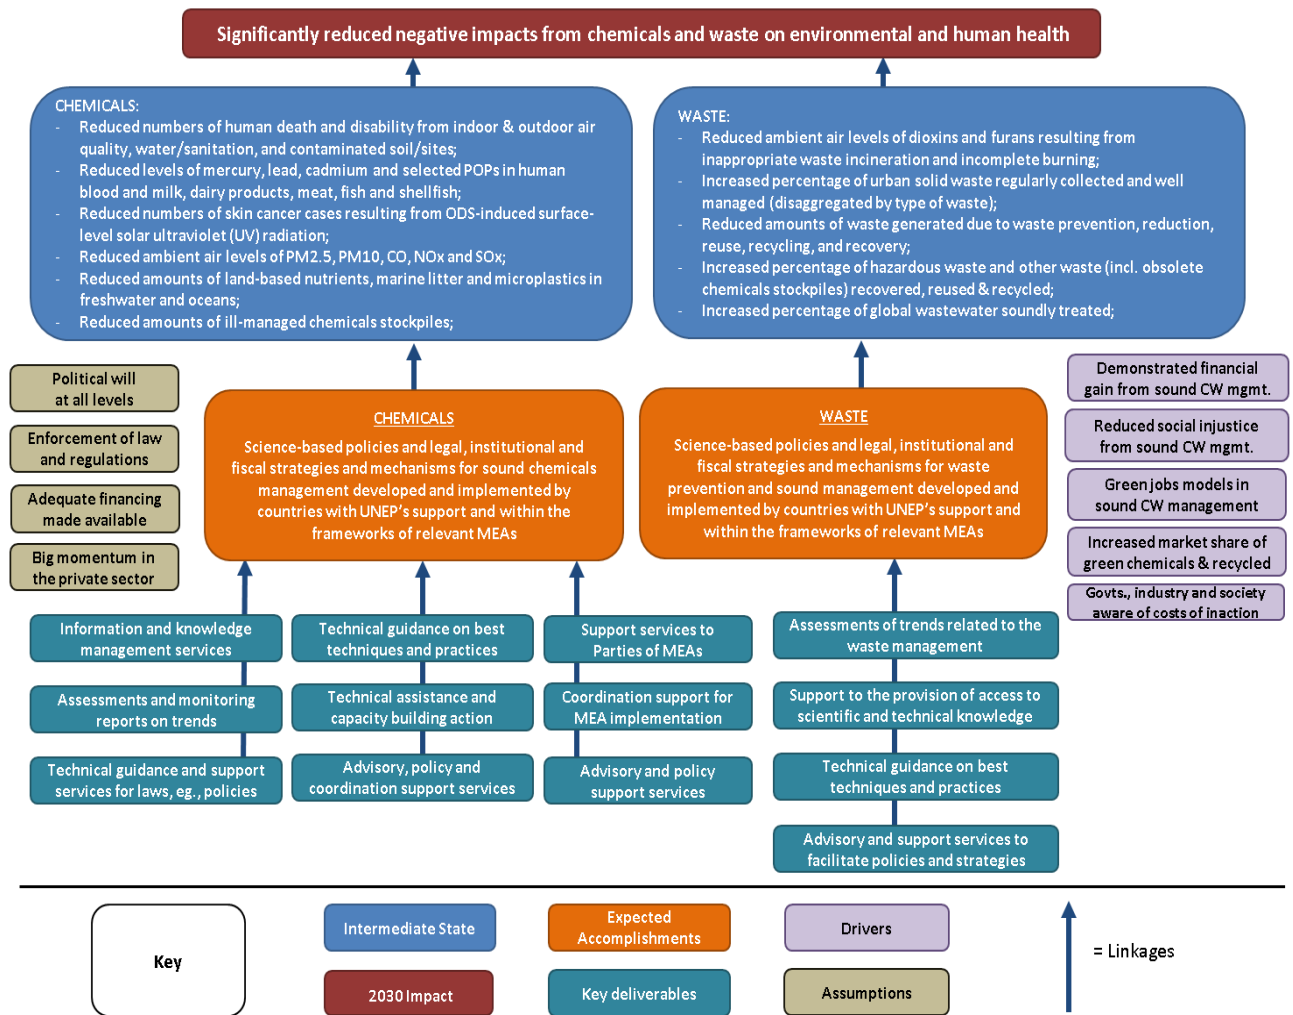 Significantly reduced negative impacts from chemicals and waste on environmental and human health
CHEMICALS:
- Reduced numbers of human death and disability from indoor & outdoor air
quality, water/sanitation, and contaminated soil/sites;
- Reduced levels of mercury, lead, cadmium and selected POPs in human
blood and milk, dairy products, meat, fish and shellfish;
- Reduced numbers of skin cancer cases resulting from ODS-induced surface-
level solar ultraviolet (UV) radiation;
- Reduced ambient air levels of PM2.5, PM10, CO, NOx and SOx;
- Reduced amounts of land-based nutrients, marine litter and microplastics in
freshwater and oceans;
- Reduced amounts of ill-managed chemicals stockpiles;
WASTE:
- Reduced ambient air levels of dioxins and furans resulting from
inappropriate waste incineration and incomplete burning;
- Increased percentage of urban solid waste regularly collected and well
managed (disaggregated by type of waste);
- Reduced amounts of waste generated due to waste prevention, reduction,
reuse, recycling, and recovery;
- Increased percentage of hazardous waste and other waste (incl. obsolete
chemicals stockpiles) recovered, reused & recycled;
- Increased percentage of global wastewater soundly treated;
Political will
at all levels
Enforcement of law
and regulations
Adequate financing
made available
Big momentum in
the private sector
CHEMICALS
Science-based policies and legal, institutional and
fiscal strategies and mechanisms for sound chemicals
management developed and implemented by
countries with UNEP's support and within the
frameworks of relevant MEAs
WASTE
Science-based policies and legal, institutional and
fiscal strategies and mechanisms for waste
prevention and sound management developed and
implemented by countries with UNEP's support and
within the frameworks of relevant MEAs
Demonstrated financial
gain from sound CW mgmt.
Reduced social injustice
from sound CW mgmt.
Green jobs models in
sound CW management
Increased market share of
green chemicals & recycled
Govts., industry and society
aware of costs of inaction
Information and knowledge
management services
Assessments and monitoring
reports on trends
Technical guidance and support
services for laws, eg., policies
Technical guidance on best
techniques and practices
Technical assistance and
capacity building action
Advisory, policy and
coordination support services
Support services to
Parties of MEAs
Coordination support for
MEA implementation
Advisory and policy
support services
Assessments of trends related to the
waste management
Support to the provision of access to
scientific and technical knowledge
Technical guidance on best
techniques and practices
Advisory and support services to
facilitate policies and strategies
Key
Intermediate State
Expected
Accomplishments
Drivers
2030 Impact
Key deliverables
Assumptions
= Linkages